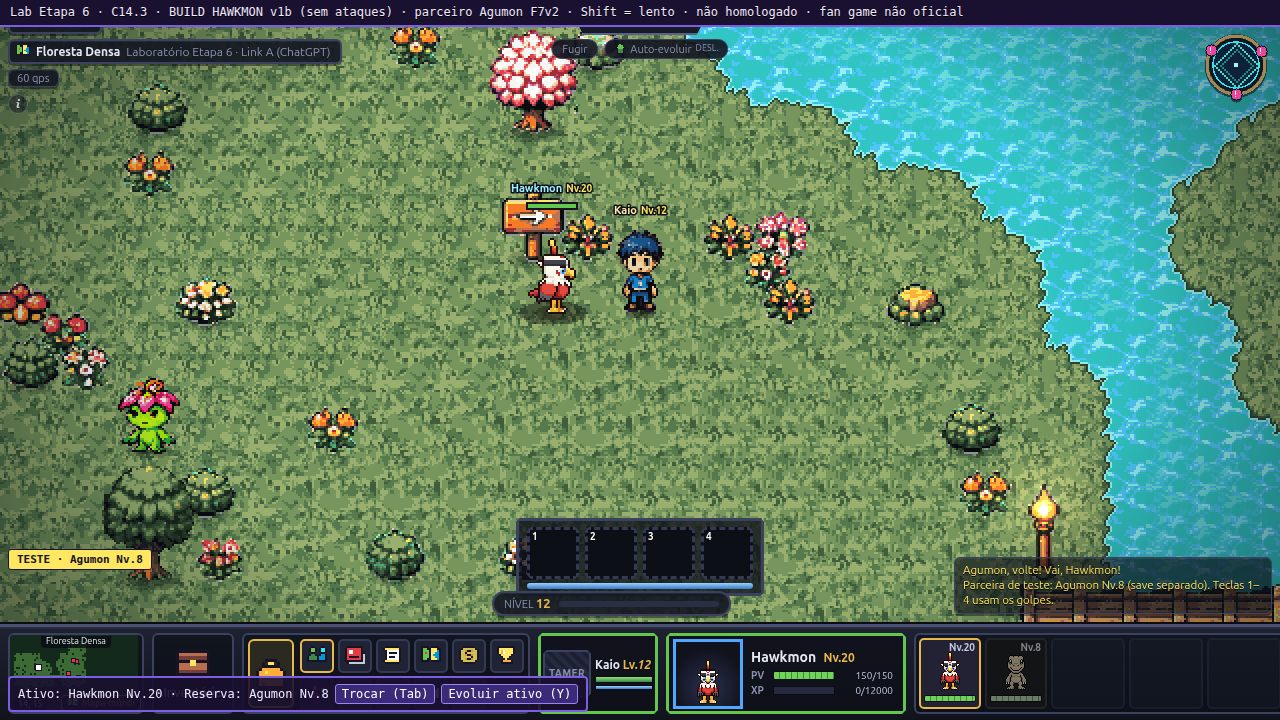 Lab Etapa 6 · C14.3 · BUILD HAWKMON v1b (sem ataques) · parceiro Agumon F7v2 · Shift = lento · não homologado · fan game não oficial
Floresta Densa Laboratório Etapa 6 · Link A (ChatGPT)
Fugir
Auto-evoluir DESL.
60 qps
i
Hawkmon Nv.20
Kaio Nv.12
TESTE · Agumon Nv.8
1 2 3 4
NÍVEL 12
Agumon, volte! Vai, Hawkmon!
Parceira de teste: Agumon Nv.8 (save separado). Teclas 1–
4 usam os golpes.
Floresta Densa
TAMER
Kaio Lv.12
Hawkmon Nv.20
PV 150/150
XP 0/12000
Nv.20
Nv.8
Ativo: Hawkmon Nv.20 · Reserva: Agumon Nv.8 Trocar (Tab) Evoluir ativo (Y)